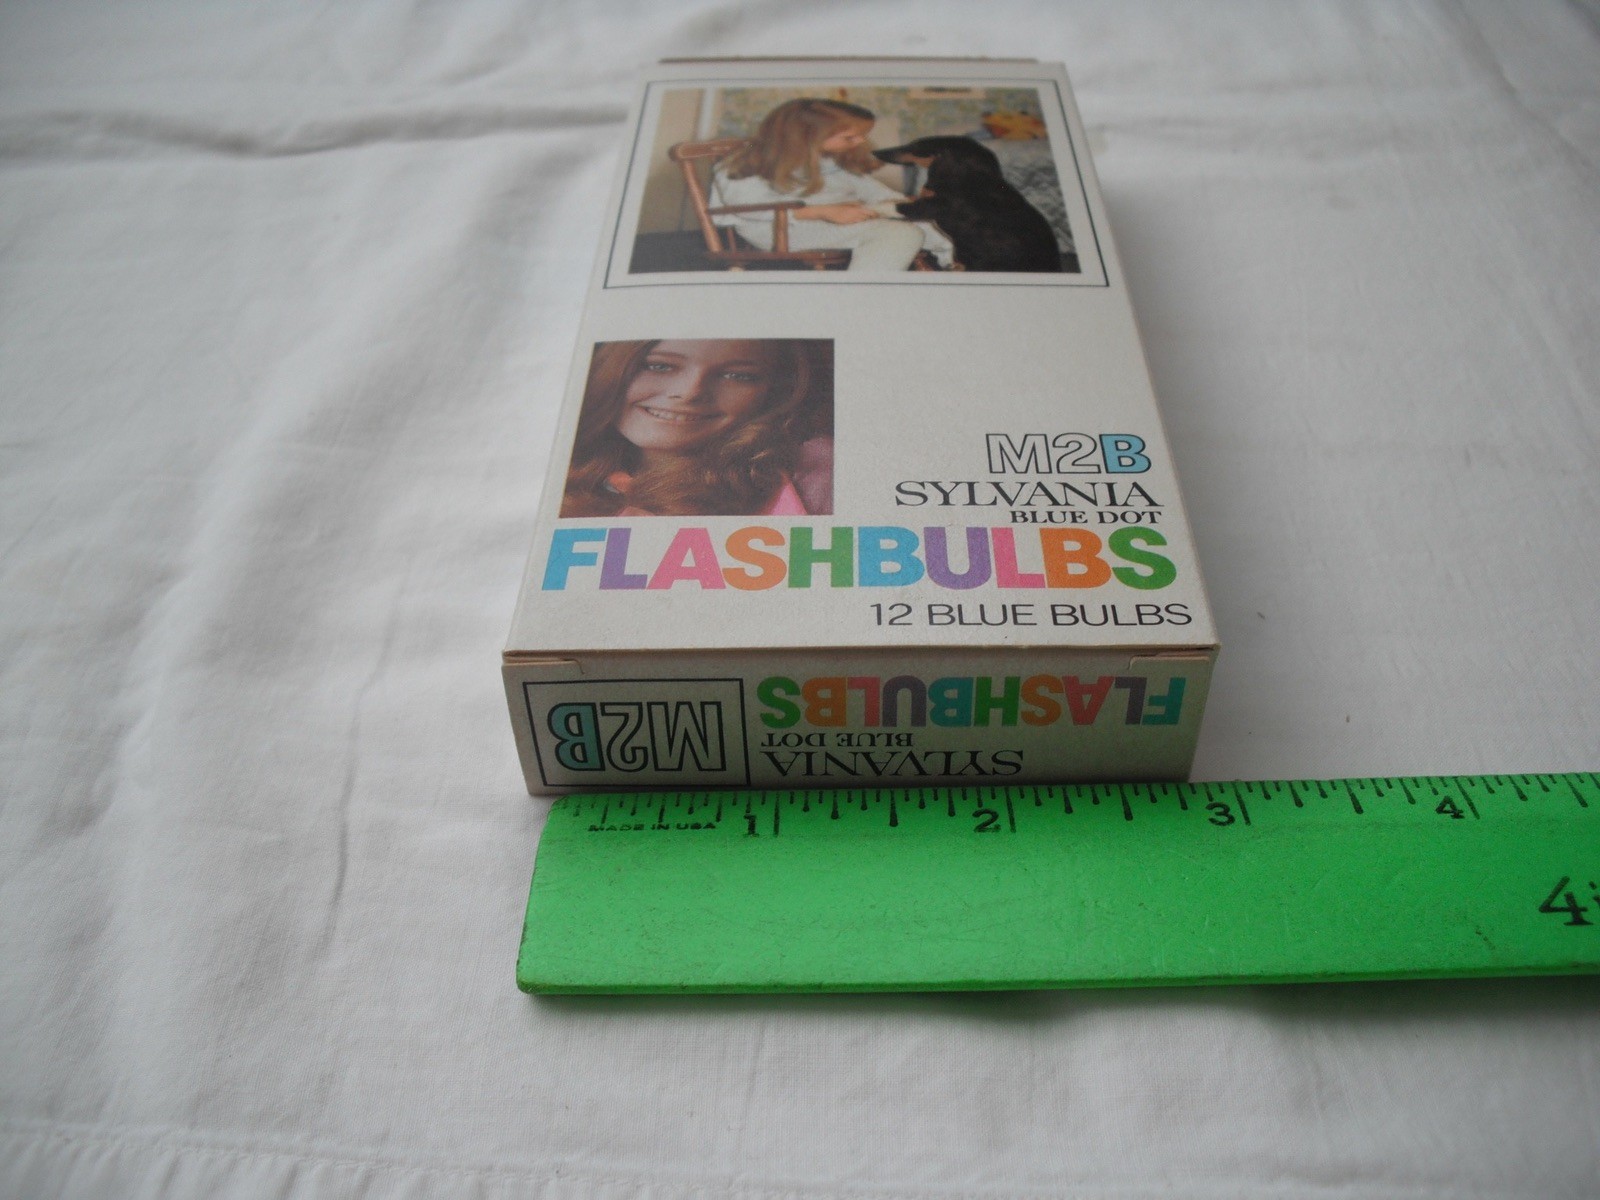 M2B
SYLVANIA
BLUE DOT
FLASHBULBS
12 BLUE BULBS
FLASHBULBS
BLUE DOT
SYLVANIA
M2B
1 2 3 4
MADE IN USA
4